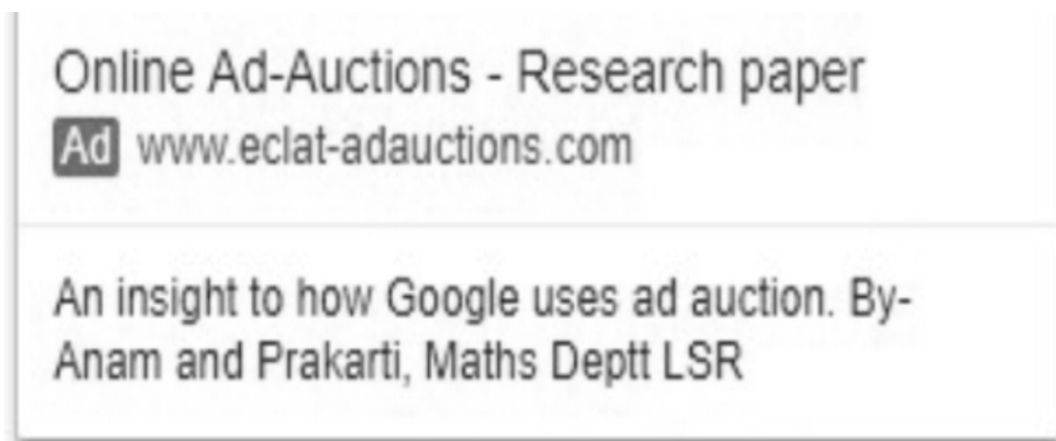 Online Ad-Auctions - Research paper
Ad www.eclat-adauctions.com
An insight to how Google uses ad auction. By-
Anam and Prakarti, Maths Deptt LSR